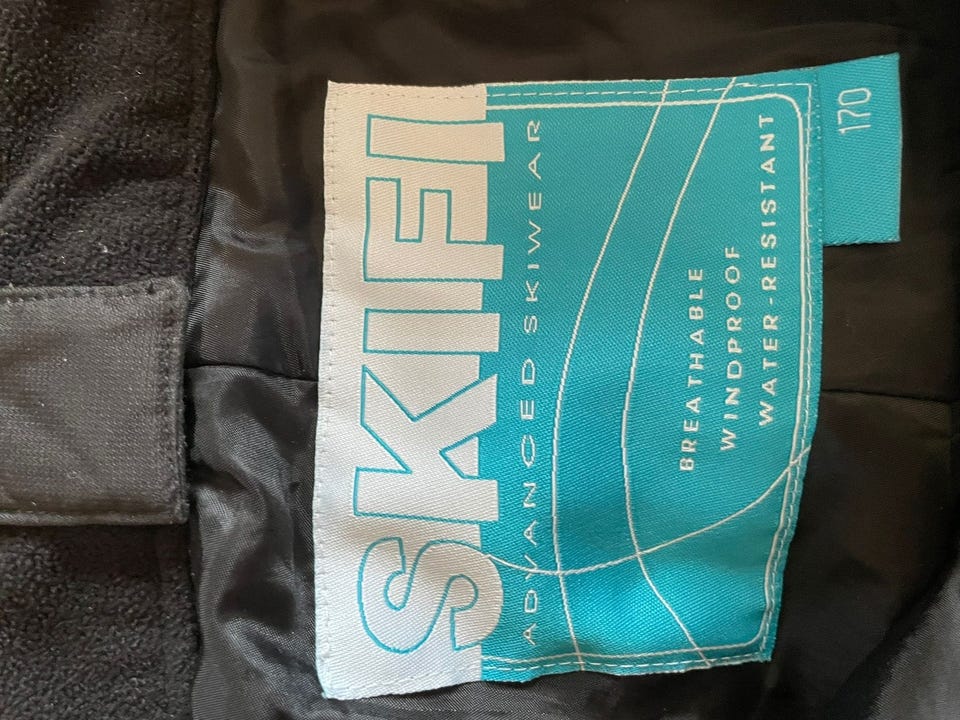 SKIFI
ADVANCED SKIWEAR
BREATHABLE
WINDPROOF
WATER-RESISTANT
170